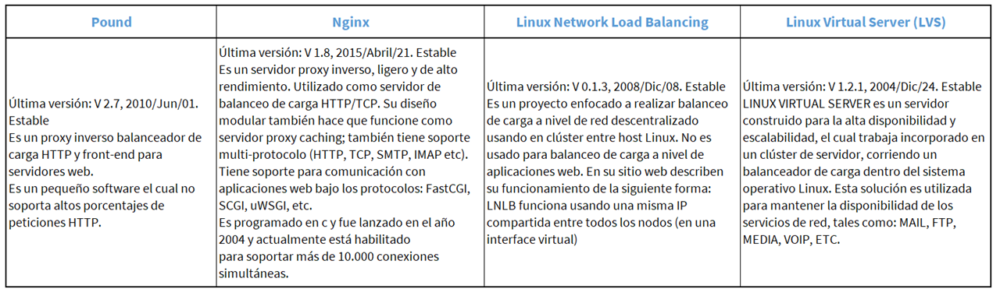 Pound
Última versión: V 2.7, 2010/Jun/01.
Estable
Es un proxy inverso balanceador de
carga HTTP y front-end para
servidores web.
Es un pequeño software el cual no
soporta altos porcentajes de
peticiones HTTP.
Nginx
Última versión: V 1.8, 2015/Abril/21. Estable
Es un servidor proxy inverso, ligero y de alto
rendimiento. Utilizado como servidor de
balanceo de carga HTTP/TCP. Su diseño
modular también hace que funcione como
servidor proxy caching; también tiene soporte
multi-protocolo (HTTP, TCP, SMTP, IMAP etc).
Tiene soporte para comunicación con
aplicaciones web bajo los protocolos: FastCGI,
SCGI, uWSGI, etc.
Es programado en c y fue lanzado en el año
2004 y actualmente está habilitado
para soportar más de 10.000 conexiones
simultáneas.
Linux Network Load Balancing
Última versión: V 0.1.3, 2008/Dic/08. Estable
Es un proyecto enfocado a realizar balanceo
de carga a nivel de red descentralizado
usando en clúster entre host Linux. No es
usado para balanceo de carga a nivel de
aplicaciones web. En su sitio web describen
su funcionamiento de la siguiente forma:
LNLB funciona usando una misma IP
compartida entre todos los nodos (en una
interface virtual)
Linux Virtual Server (LVS)
Última versión: V 1.2.1, 2004/Dic/24. Estable
LINUX VIRTUAL SERVER es un servidor
construido para la alta disponibilidad y
escalabilidad, el cual trabaja incorporado en
un clúster de servidor, corriendo un
balanceador de carga dentro del sistema
operativo Linux. Esta solución es utilizada
para mantener la disponibilidad de los
servicios de red, tales como: MAIL, FTP,
MEDIA, VOIP, ETC.